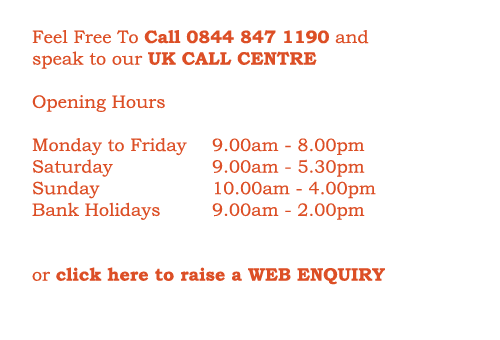 Feel Free To Call 0844 847 1190 and
speak to our UK CALL CENTRE
Opening Hours
Monday to Friday 9.00am - 8.00pm
Saturday 9.00am - 5.30pm
Sunday 10.00am - 4.00pm
Bank Holidays 9.00am - 2.00pm
or click here to raise a WEB ENQUIRY